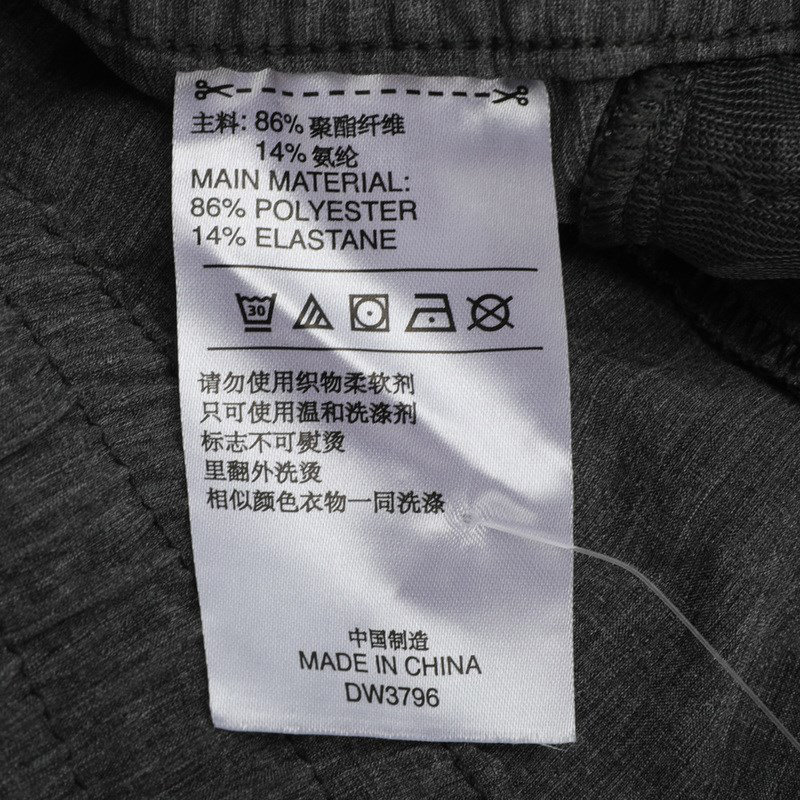 主料: 86% 聚酯纤维
14% 氨纶
MAIN MATERIAL:
86% POLYESTER
14% ELASTANE
30
请勿使用织物柔软剂
只可使用温和洗涤剂
标志不可熨烫
里翻外洗烫
相似颜色衣物一同洗涤
中国制造
MADE IN CHINA
DW3796